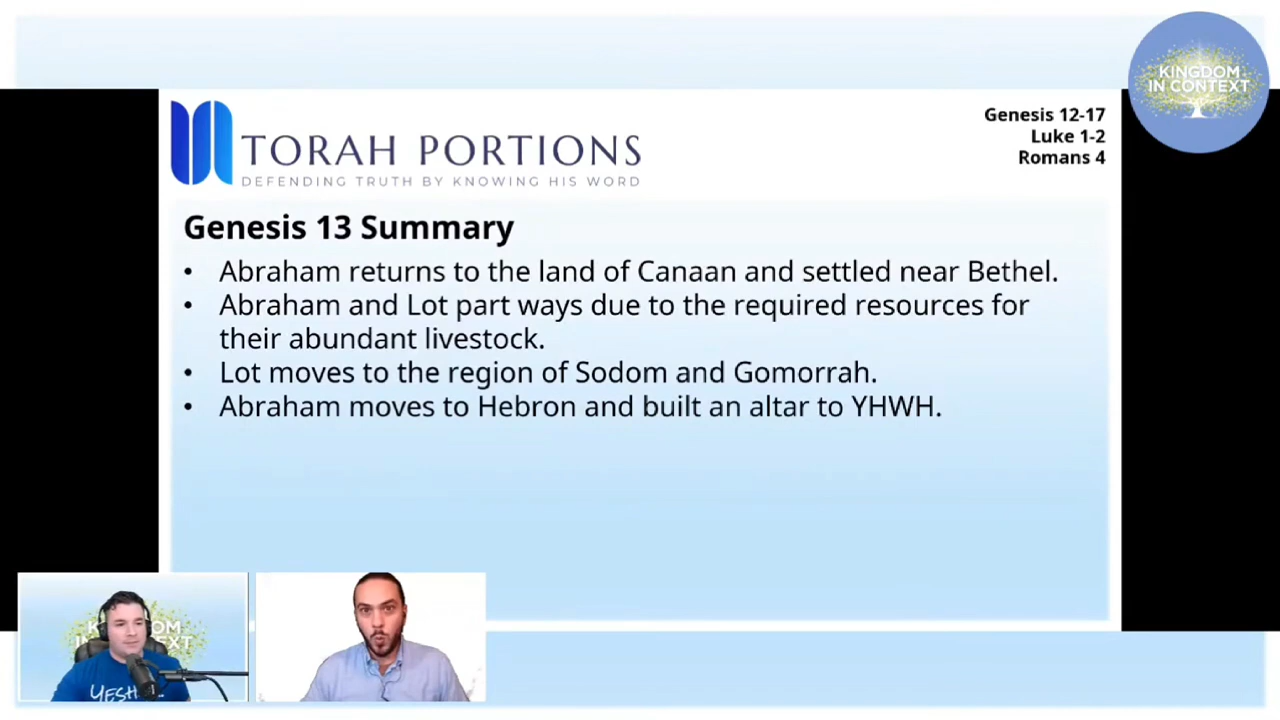 KINGDOM
IN CONTEXT
Genesis 12-17
Luke 1-2
Romans 4
TORAH PORTIONS
DEFENDING TRUTH BY KNOWING HIS WORD
Genesis 13 Summary
• Abraham returns to the land of Canaan and settled near Bethel.
• Abraham and Lot part ways due to the required resources for
their abundant livestock.
• Lot moves to the region of Sodom and Gomorrah.
• Abraham moves to Hebron and built an altar to YHWH.